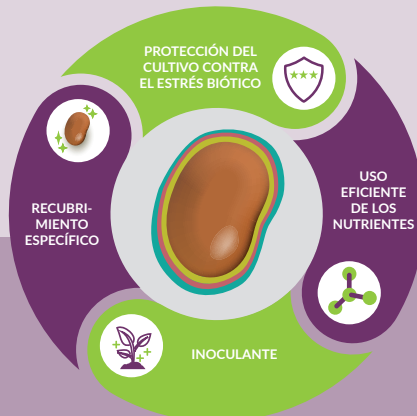 PROTECCIÓN DEL
CULTIVO CONTRA
EL ESTRÉS BIÓTICO
USO
EFICIENTE
DE LOS
NUTRIENTES
INOCULANTE
RECUBRI-
MIENTO
ESPECÍFICO